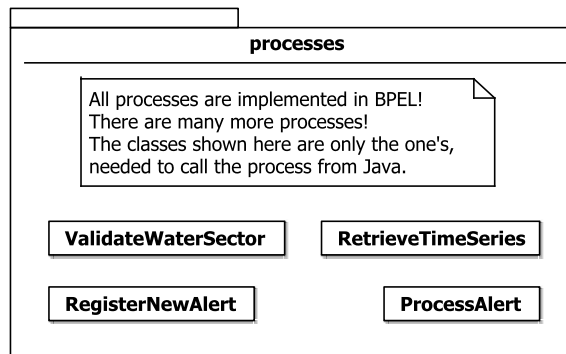 processes
All processes are implemented in BPEL!
There are many more processes!
The classes shown here are only the one's,
needed to call the process from Java.
ValidateWaterSector RetrieveTimeSeries
RegisterNewAlert ProcessAlert